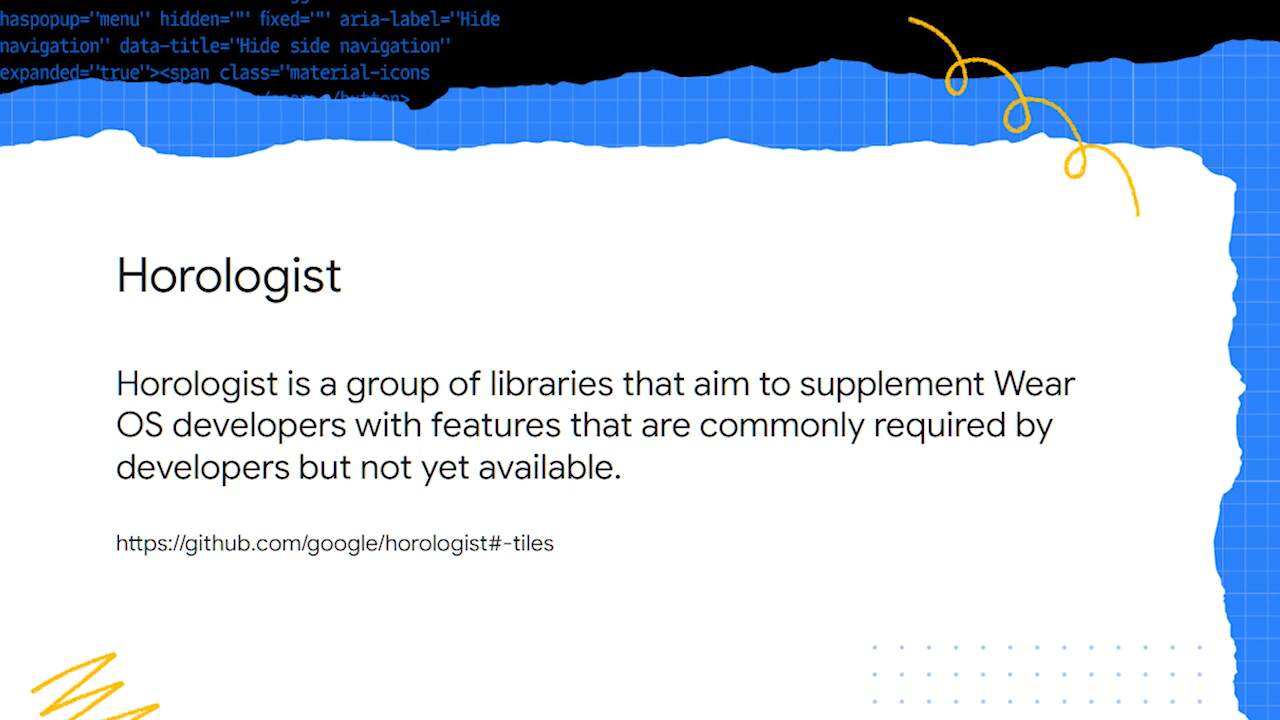 haspopup="menu" hidden="" fixed="" aria-label="Hide
navigation" data-title="Hide side navigation"
expanded="true"><span class="material-icons
Horologist
Horologist is a group of libraries that aim to supplement Wear
OS developers with features that are commonly required by
developers but not yet available.
https://github.com/google/horologist#-tiles